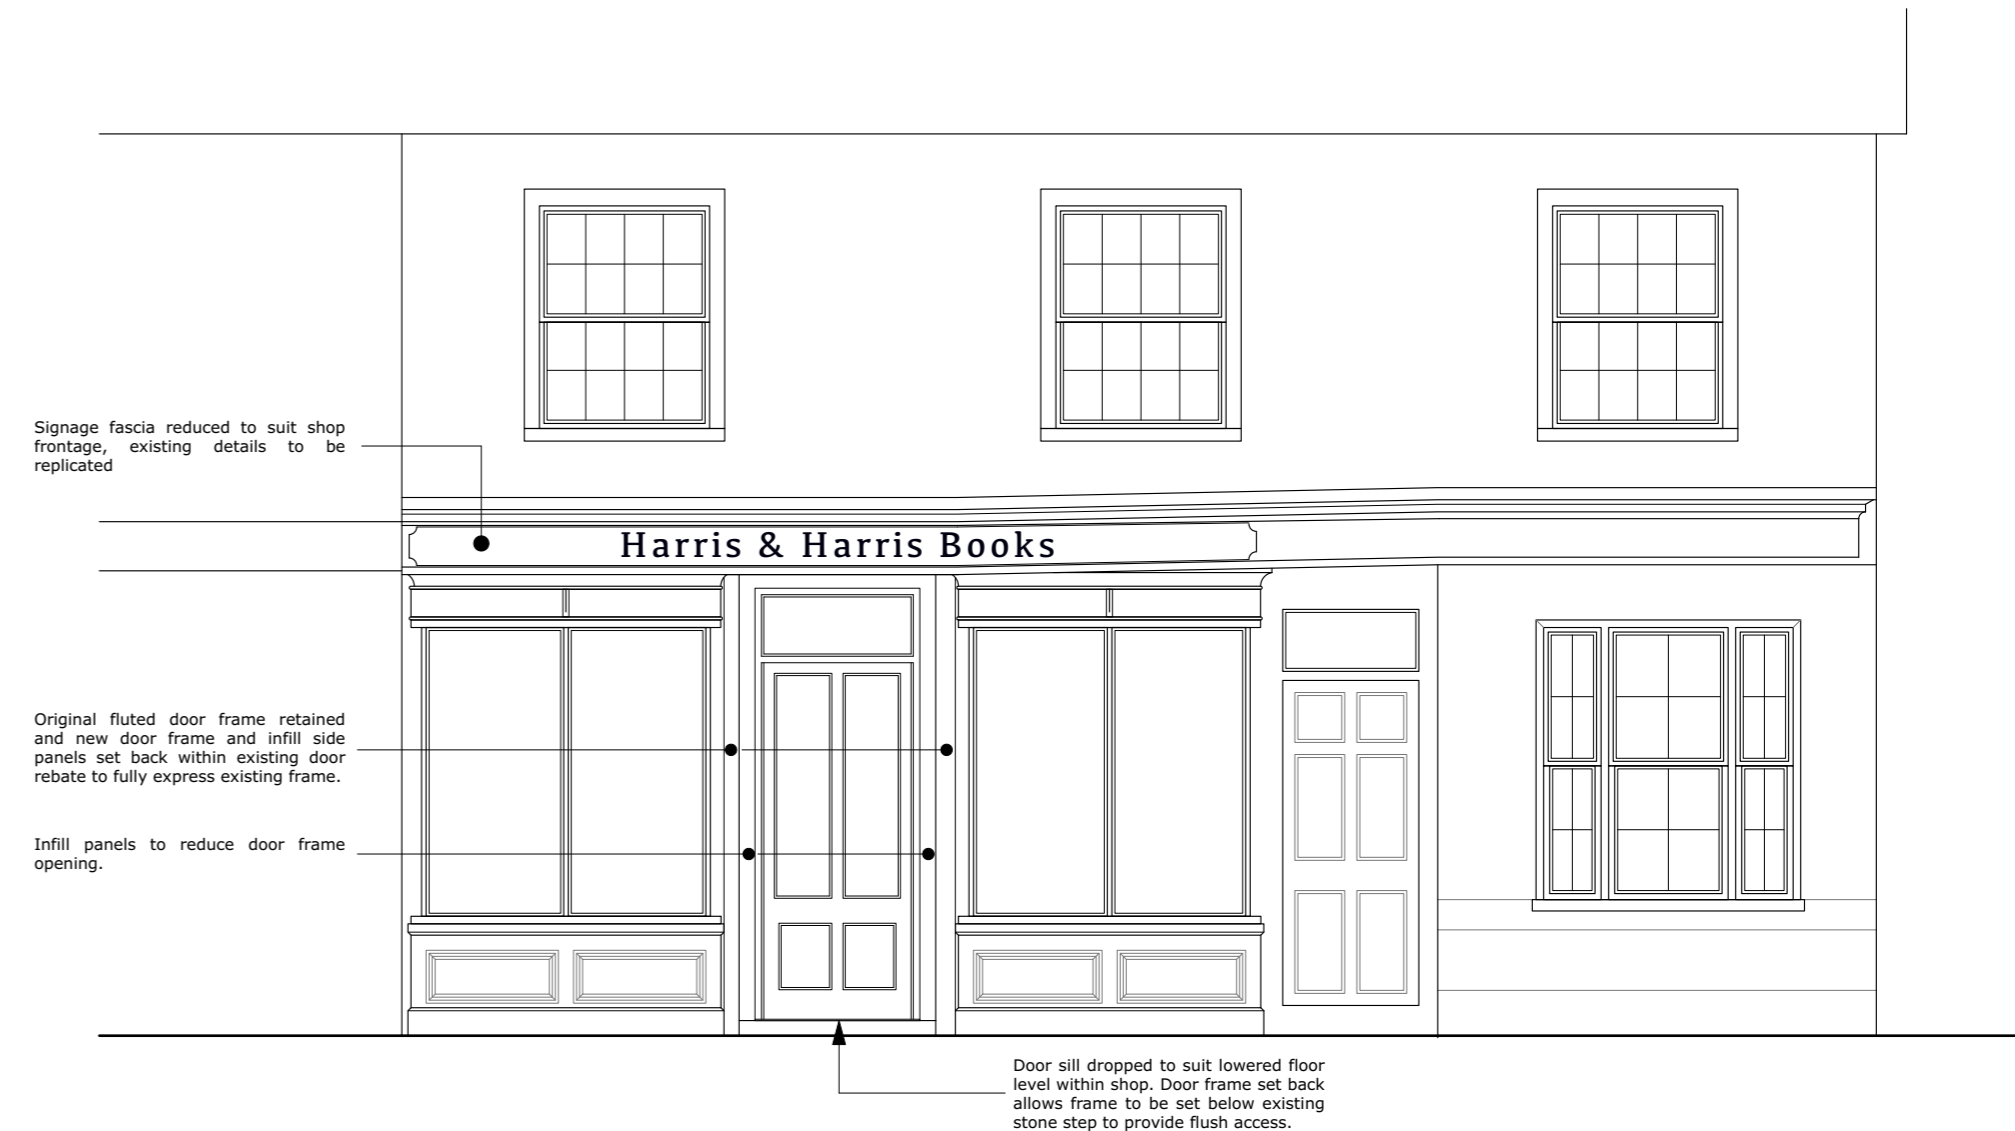 Signage fascia reduced to suit shop
frontage, existing details to be
replicated
Harris & Harris Books
Original fluted door frame retained
and new door frame and infill side
panels set back within existing door
rebate to fully express existing frame.
Infill panels to reduce door frame
opening.
Door sill dropped to suit lowered floor
level within shop. Door frame set back
allows frame to be set below existing
stone step to provide flush access.